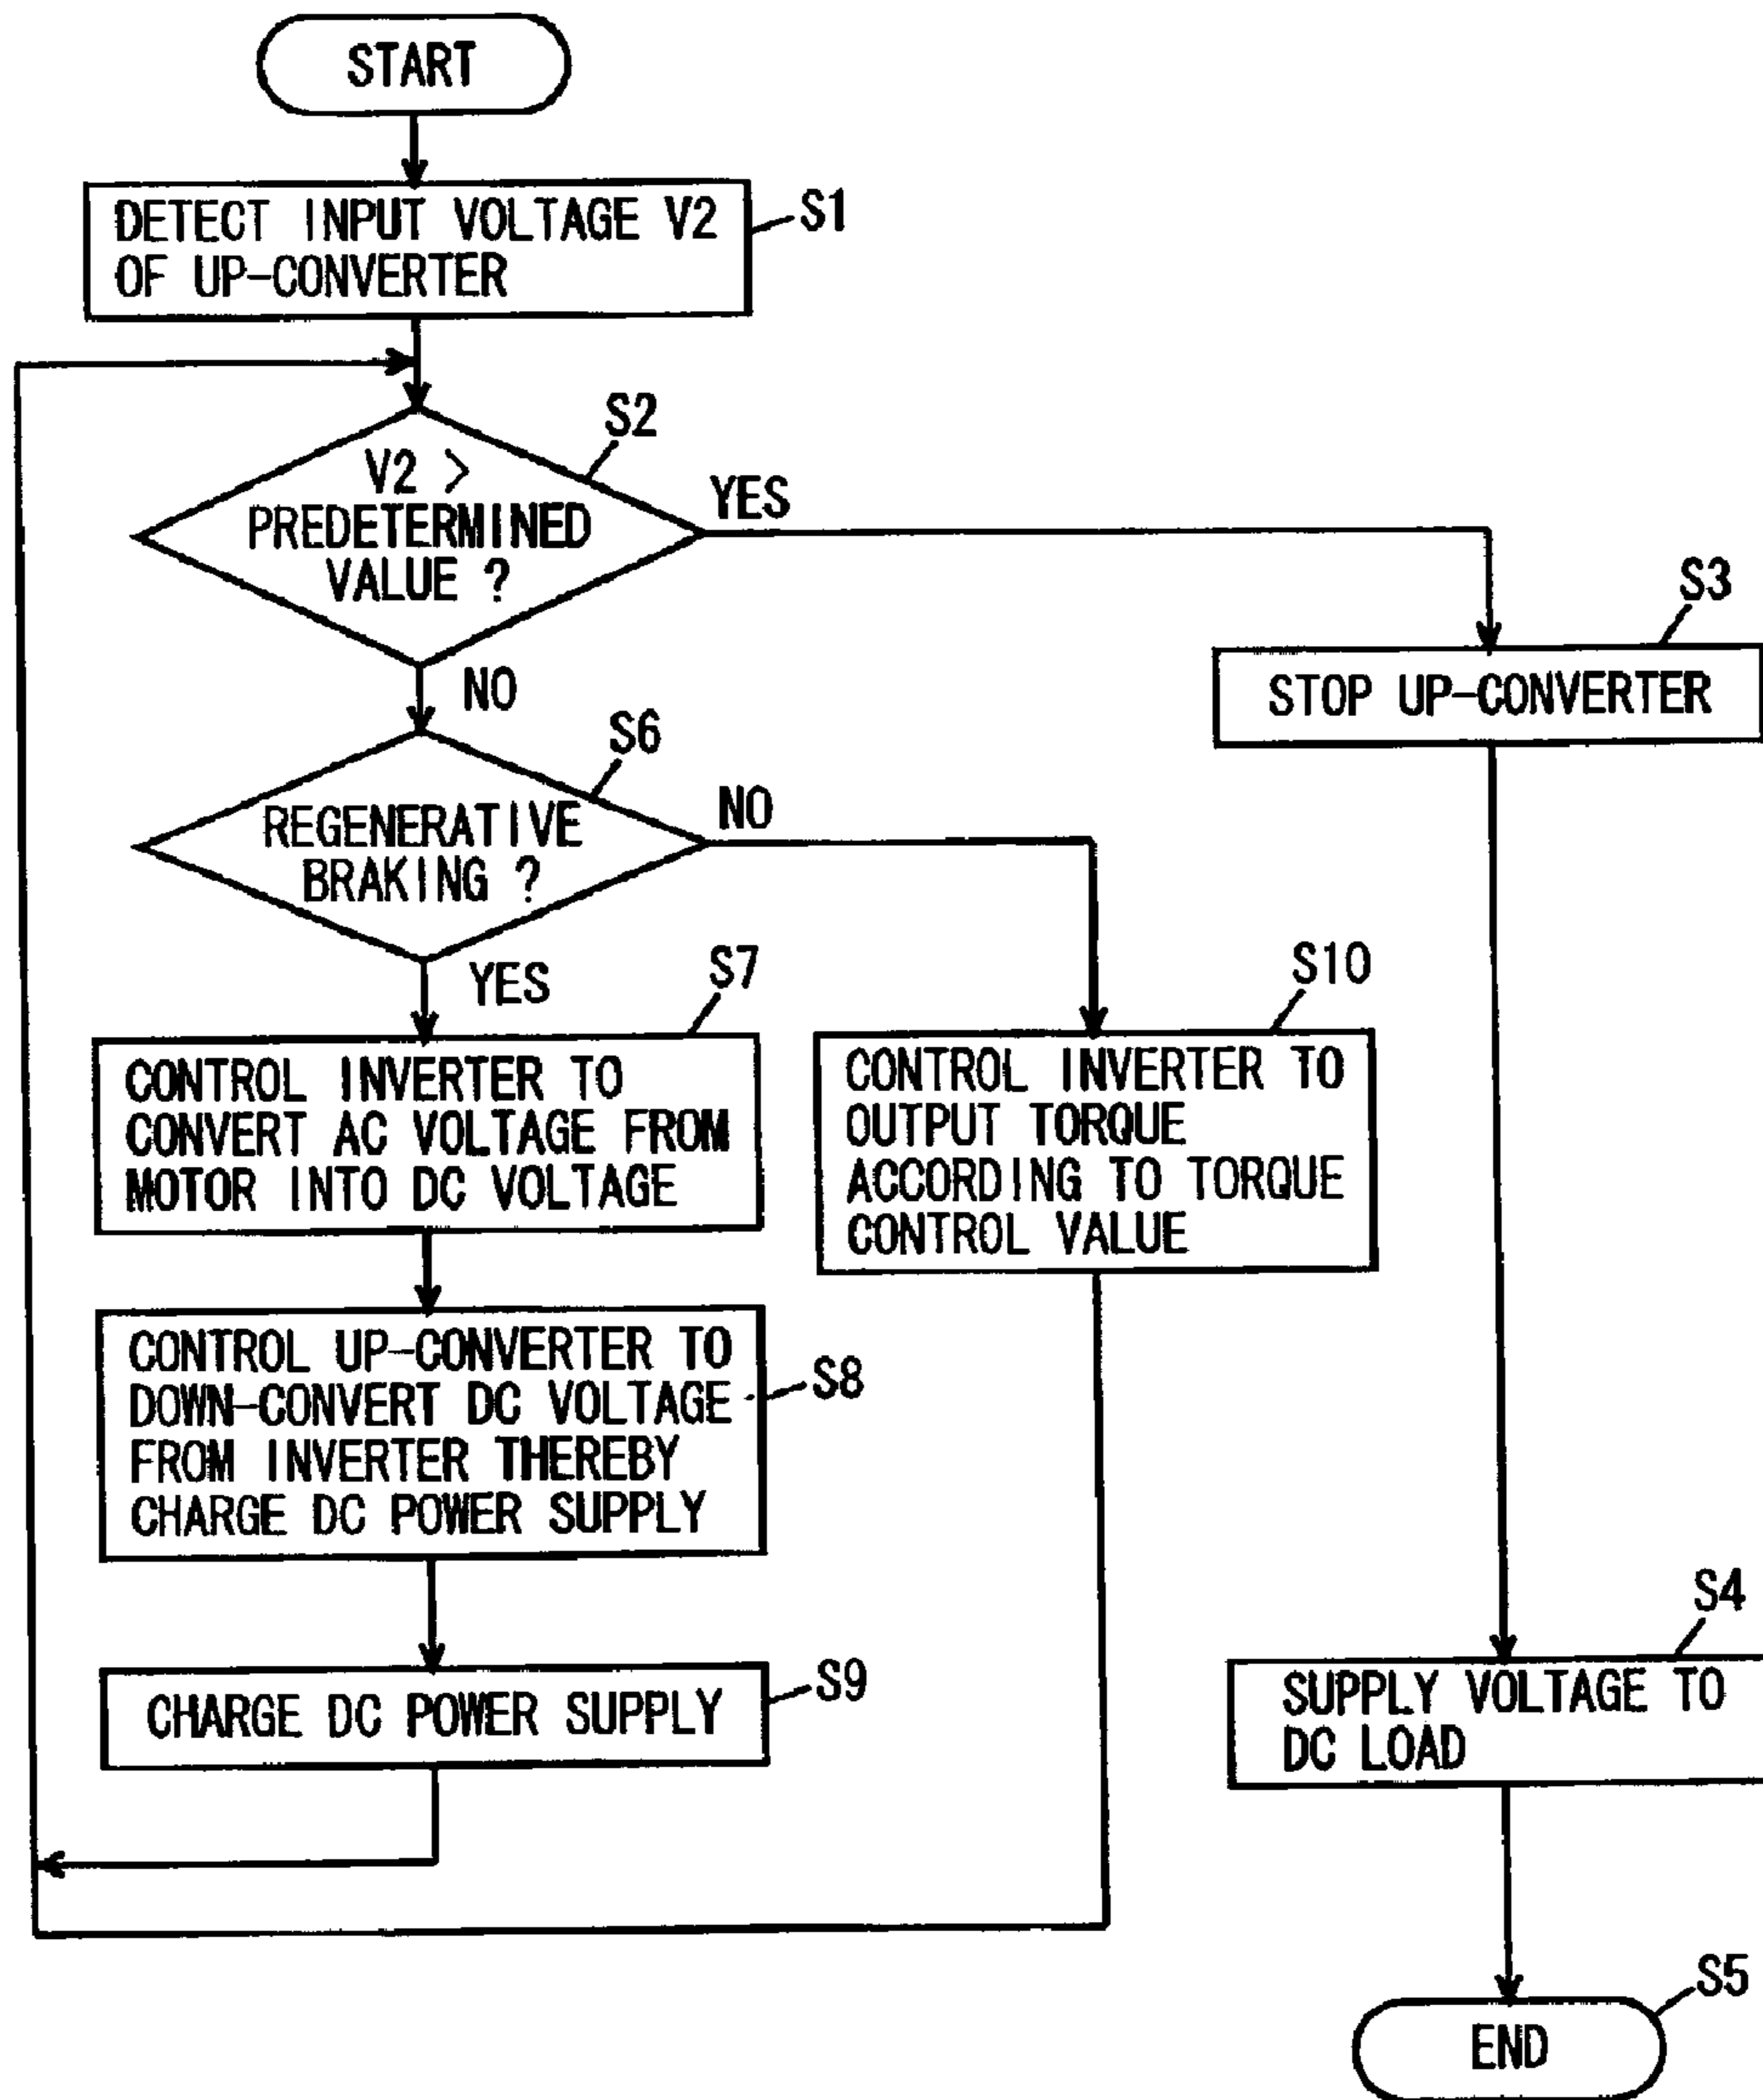 START
DETECT INPUT VOLTAGE V2
OF UP-CONVERTER
S1
V2 >
PREDETERMINED
VALUE ?
S2
YES
NO
S3
STOP UP-CONVERTER
REGENERATIVE
BRAKING ?
S6
NO
YES
S7
CONTROL INVERTER TO
CONVERT AC VOLTAGE FROM
MOTOR INTO DC VOLTAGE
S10
CONTROL INVERTER TO
OUTPUT TORQUE
ACCORDING TO TORQUE
CONTROL VALUE
CONTROL UP-CONVERTER TO
DOWN-CONVERT DC VOLTAGE
FROM INVERTER THEREBY
CHARGE DC POWER SUPPLY
S8
CHARGE DC POWER SUPPLY
S9
S4
SUPPLY VOLTAGE TO
DC LOAD
S5
END